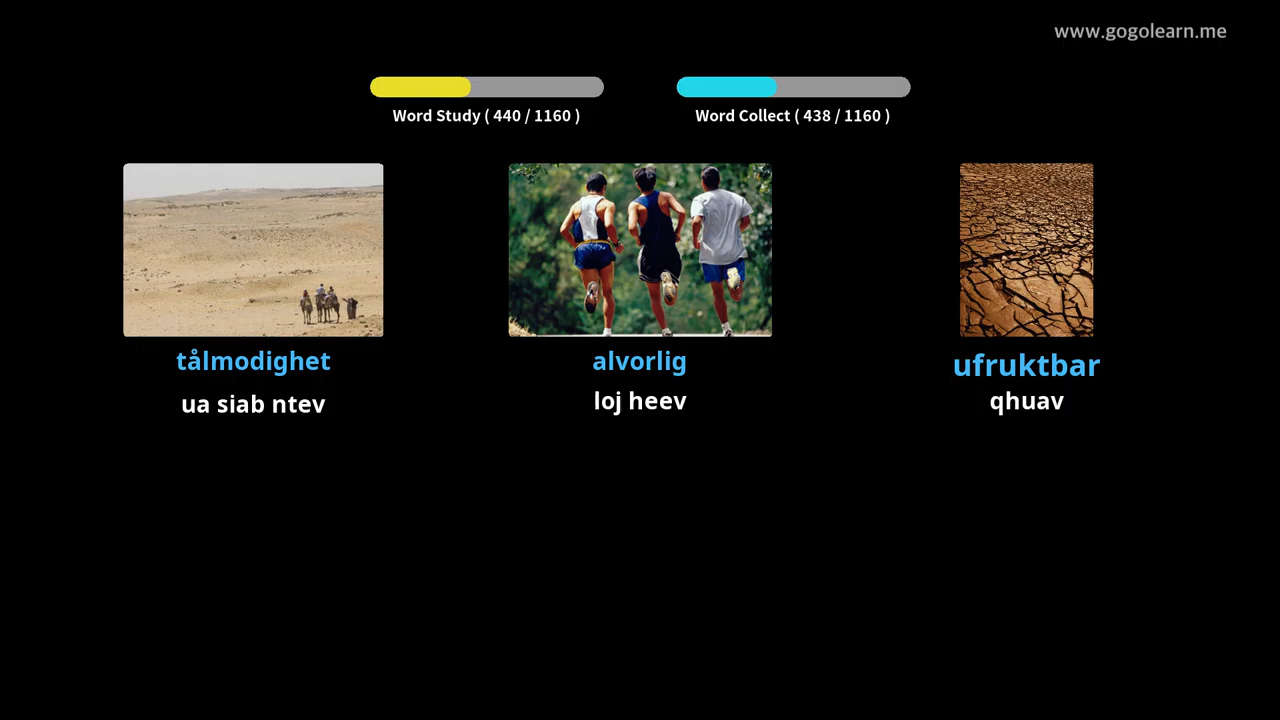 www.gogolearn.me
Word Study ( 440 / 1160 )
Word Collect ( 438 / 1160 )
tålmodighet
ua siab ntev
alvorlig
loj heev
ufruktbar
qhuav